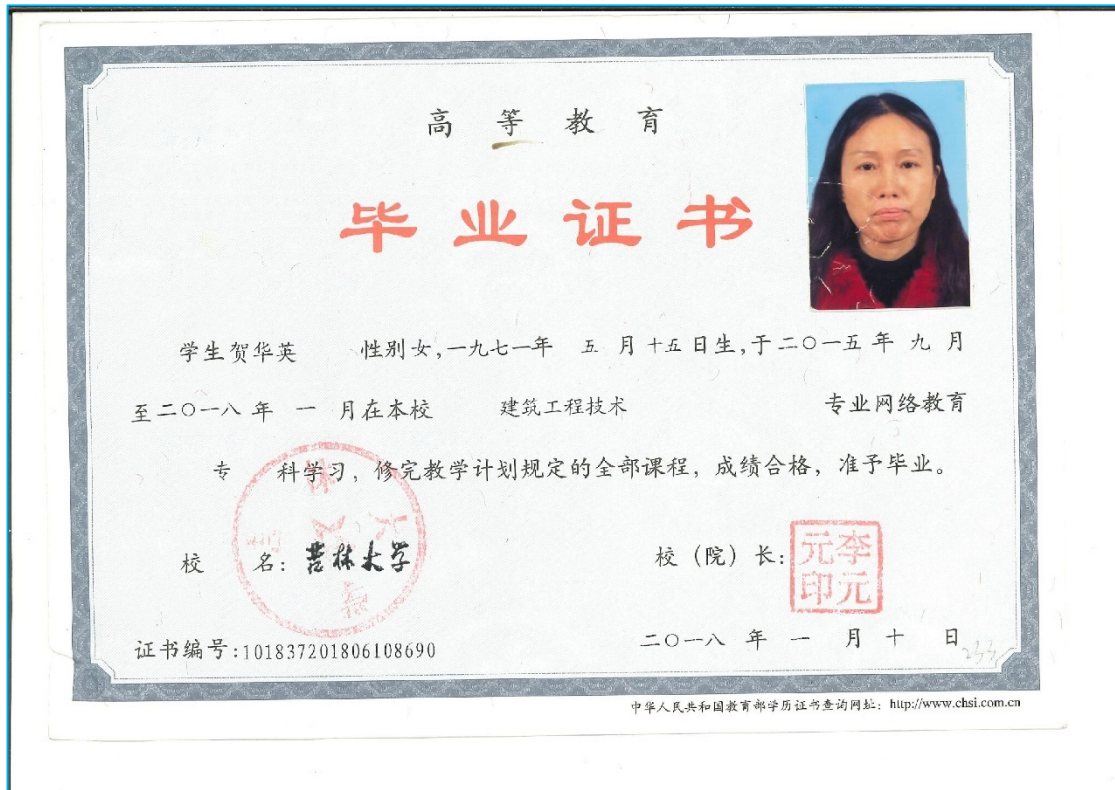 高等教育
毕业证书
学生贺华英 性别女,一九七一年 五 月十五日生,于二〇一五年 九 月
至二〇一八年 一 月在本校 建筑工程技术 专业网络教育
专 科学习，修完教学计划规定的全部课程，成绩合格，准予毕业。
校 名: 吉林大学
校（院）长: 李元元印
证书编号:101837201806108690
二〇一八 年 一 月 十 日
233
中华人民共和国教育部学历证书查询网址: http://www.chsi.com.cn